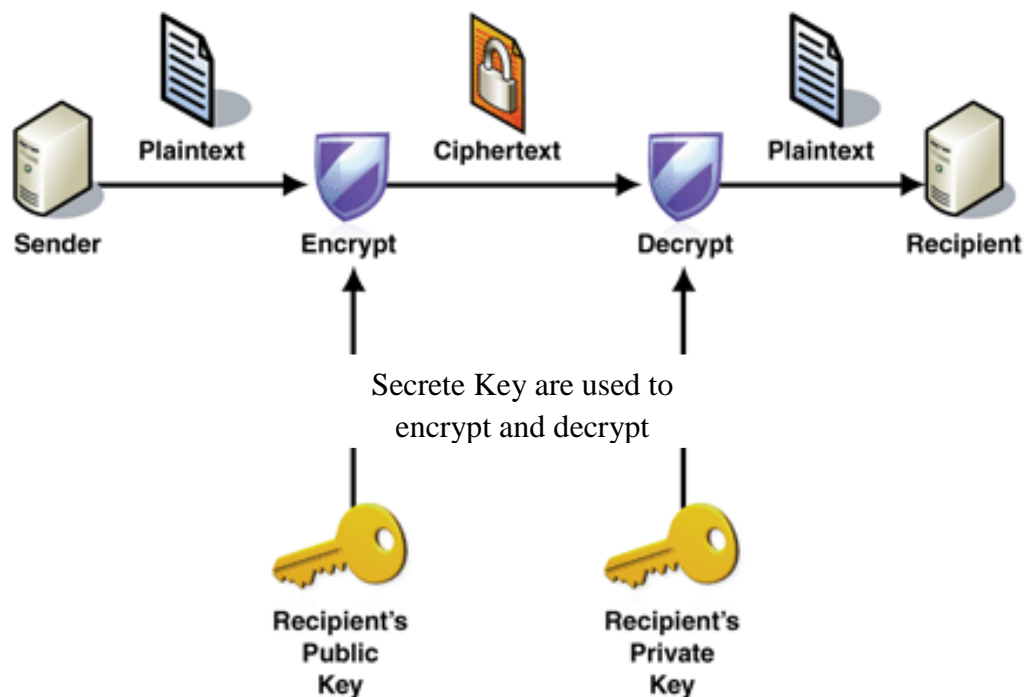 Plaintext
Ciphertext
Plaintext
Sender
Encrypt
Decrypt
Recipient
Secrete Key are used to
encrypt and decrypt
Recipient's
Public
Key
Recipient's
Private
Key